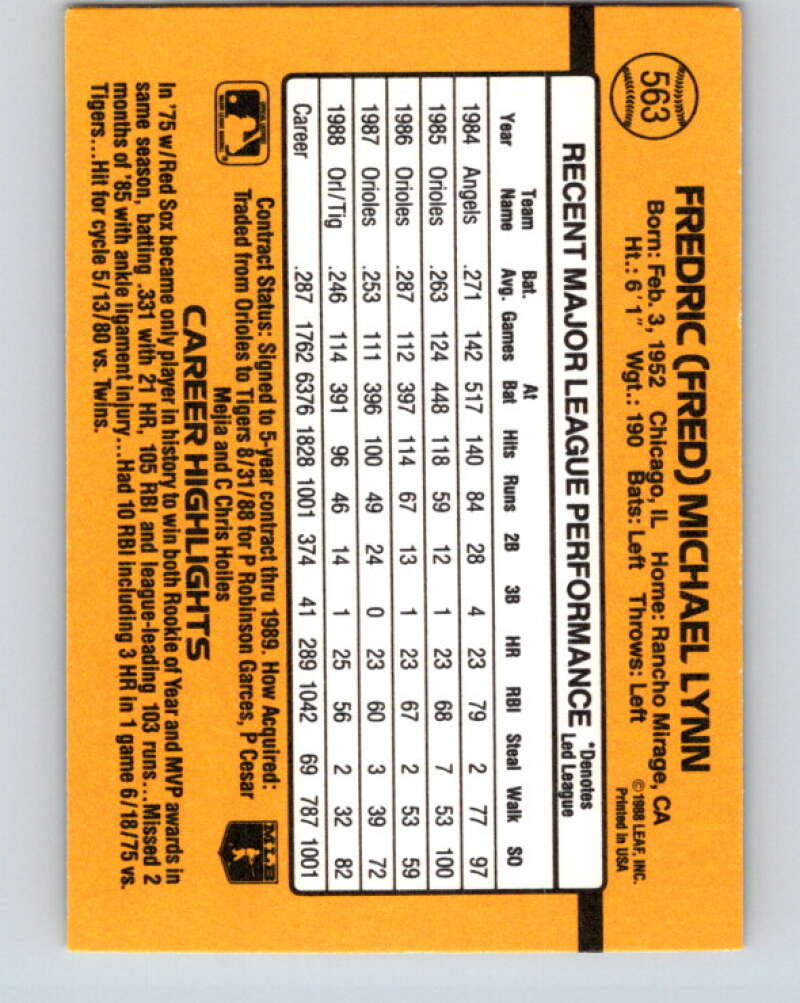 563
FREDRIC (FRED) MICHAEL LYNN
Born: Feb. 3, 1952 Chicago, IL Home: Rancho Mirage, CA
Ht.: 6'1" Wgt.: 190 Bats: Left Throws: Left
©1988 LEAF, INC.
Printed in USA
RECENT MAJOR LEAGUE PERFORMANCE
*Denotes
Led League
Year Team Name Bat. Avg. Games At Bat Hits Runs 2B 3B HR RBI Steal Walk SO
1984 Angels .271 142 517 140 84 28 4 23 79 2 77 97
1985 Orioles .263 124 448 118 59 12 1 23 68 7 53 100
1986 Orioles .287 112 397 114 67 13 1 23 67 2 53 59
1987 Orioles .253 111 396 100 49 24 0 23 60 3 39 72
1988 Orl/Tig .246 114 391 96 46 14 1 25 56 2 32 82
Career .287 1762 6376 1828 1001 374 41 289 1042 69 787 1001
Contract Status: Signed to 5-year contract thru 1989. How Acquired:
Traded from Orioles to Tigers 8/31/88 for P Robinson Garces, P Cesar
Mejia and C Chris Hoiles
MLB
CAREER HIGHLIGHTS
In '75 w/Red Sox became only player in history to win both Rookie of Year and MVP awards in
same season, batting .331 with 21 HR, 105 RBI and league-leading 103 runs...Missed 2
months of '85 with ankle ligament injury...Had 10 RBI including 3 HR in 1 game 6/18/75 vs.
Tigers...Hit for cycle 5/13/80 vs. Twins.